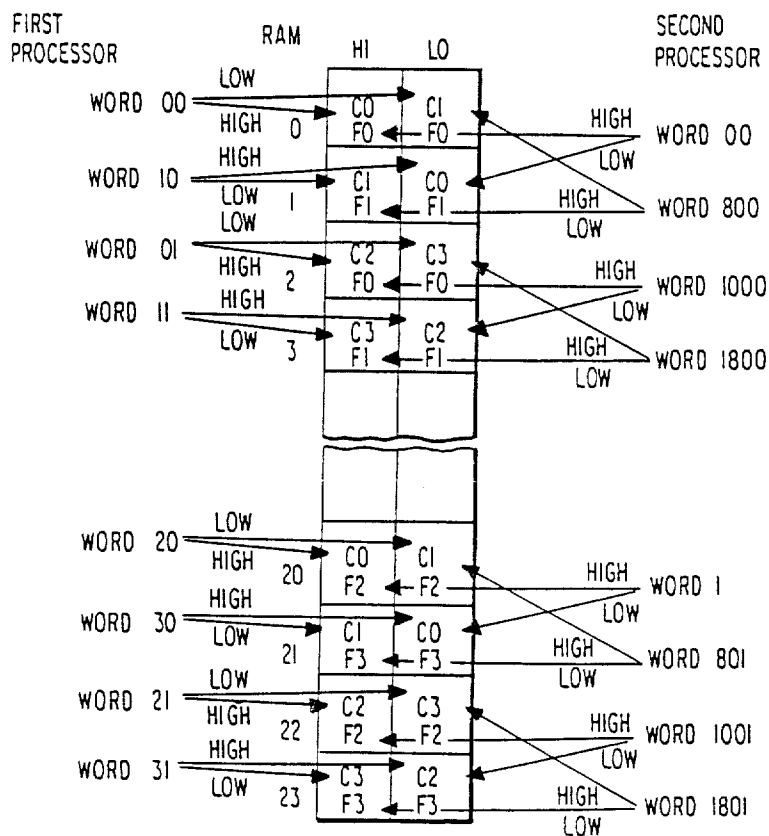 FIRST
PROCESSOR
RAM
HI LO
SECOND
PROCESSOR
LOW
WORD 00
HIGH
0
C0 C1
F0 F0
HIGH
WORD 00
LOW
HIGH
WORD 10
LOW
1
C1 C0
F1 F1
HIGH
WORD 800
LOW
LOW
WORD 01
HIGH
2
C2 C3
F0 F0
HIGH
WORD 1000
LOW
HIGH
WORD 11
LOW
3
C3 C2
F1 F1
HIGH
WORD 1800
LOW
LOW
WORD 20
HIGH
20
C0 C1
F2 F2
HIGH
WORD 1
LOW
HIGH
WORD 30
LOW
21
C1 C0
F3 F3
HIGH
WORD 801
LOW
LOW
WORD 21
HIGH
22
C2 C3
F2 F2
HIGH
WORD 1001
LOW
HIGH
WORD 31
LOW
23
C3 C2
F3 F3
HIGH
WORD 1801
LOW